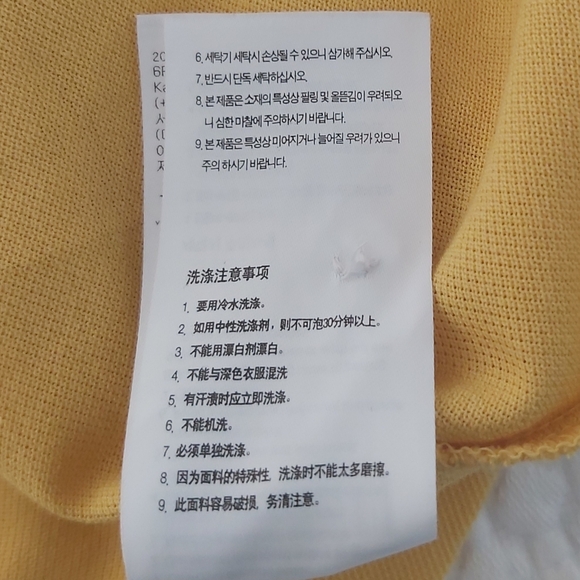 6. 세탁기 세탁시 손상될 수 있으니 삼가해 주십시오.
7. 반드시 단독 세탁하십시오.
8. 본 제품은 소재의 특성상 필링 및 올뜯김이 우려되오
니 심한 마찰에 주의하시기 바랍니다.
9. 본 제품은 특성상 미어지거나 늘어질 우려가 있으니
주의 하시기 바랍니다.
洗涤注意事项
1. 要用冷水洗涤。
2. 如用中性洗涤剂，则不可泡30分钟以上。
3. 不能用漂白剂漂白。
4. 不能与深色衣服混洗
5. 有汗渍时应立即洗涤。
6. 不能机洗。
7. 必须单独洗涤。
8. 因为面料的特殊性, 洗涤时不能太多磨擦。
9. 此面料容易破损, 务清注意。
20
Ka
(+